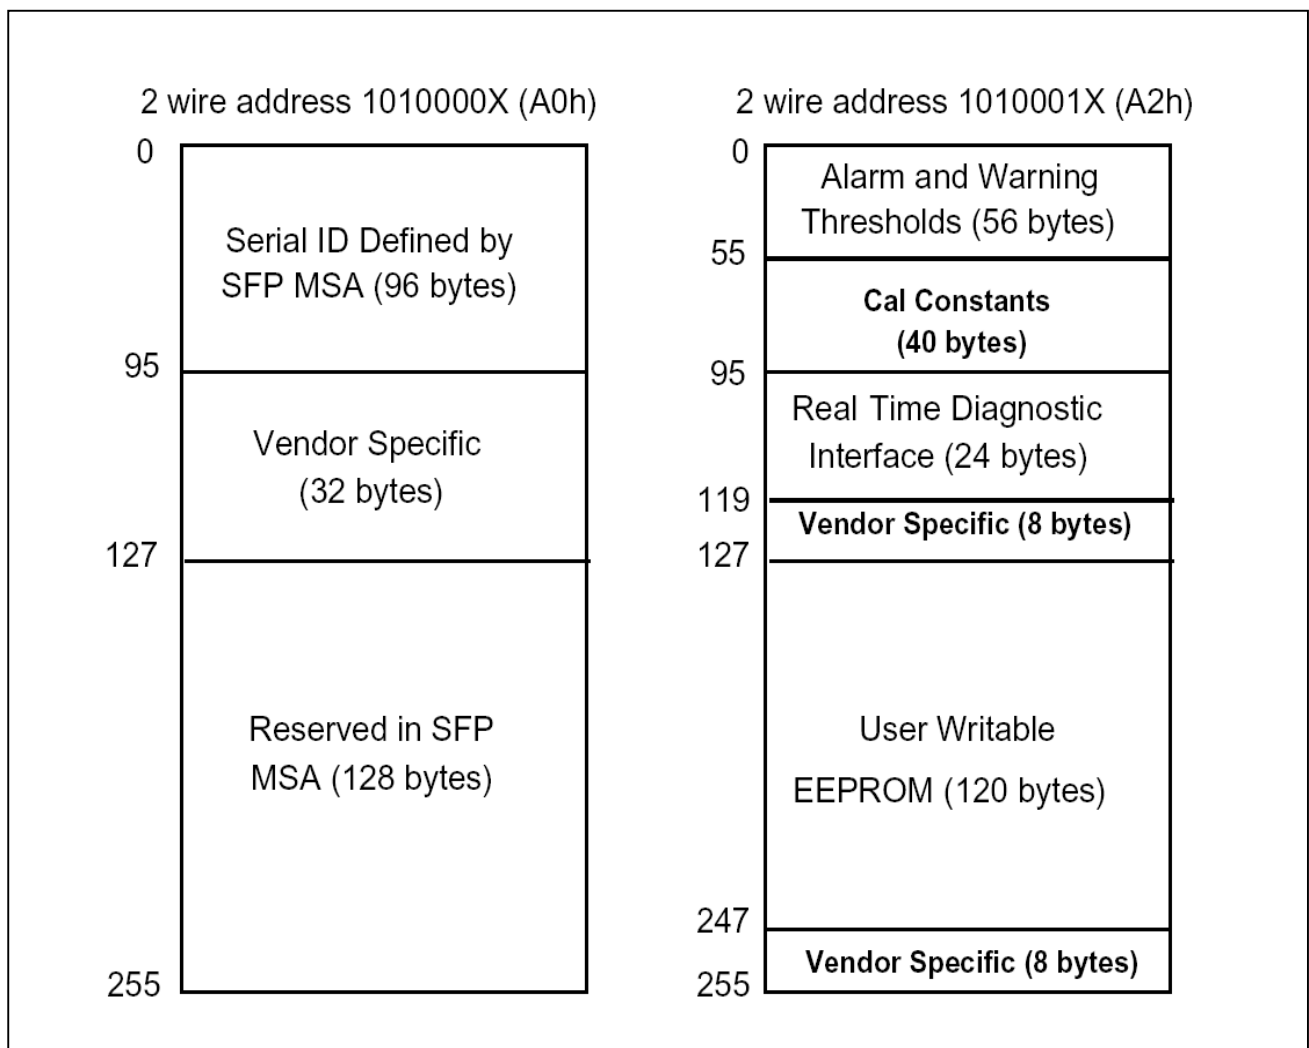 2 wire address 1010000X (A0h)
0
Serial ID Defined by
SFP MSA (96 bytes)
95
Vendor Specific
(32 bytes)
127
Reserved in SFP
MSA (128 bytes)
255
2 wire address 1010001X (A2h)
0
Alarm and Warning
Thresholds (56 bytes)
55
Cal Constants
(40 bytes)
95
Real Time Diagnostic
Interface (24 bytes)
119
Vendor Specific (8 bytes)
127
User Writable
EEPROM (120 bytes)
247
Vendor Specific (8 bytes)
255